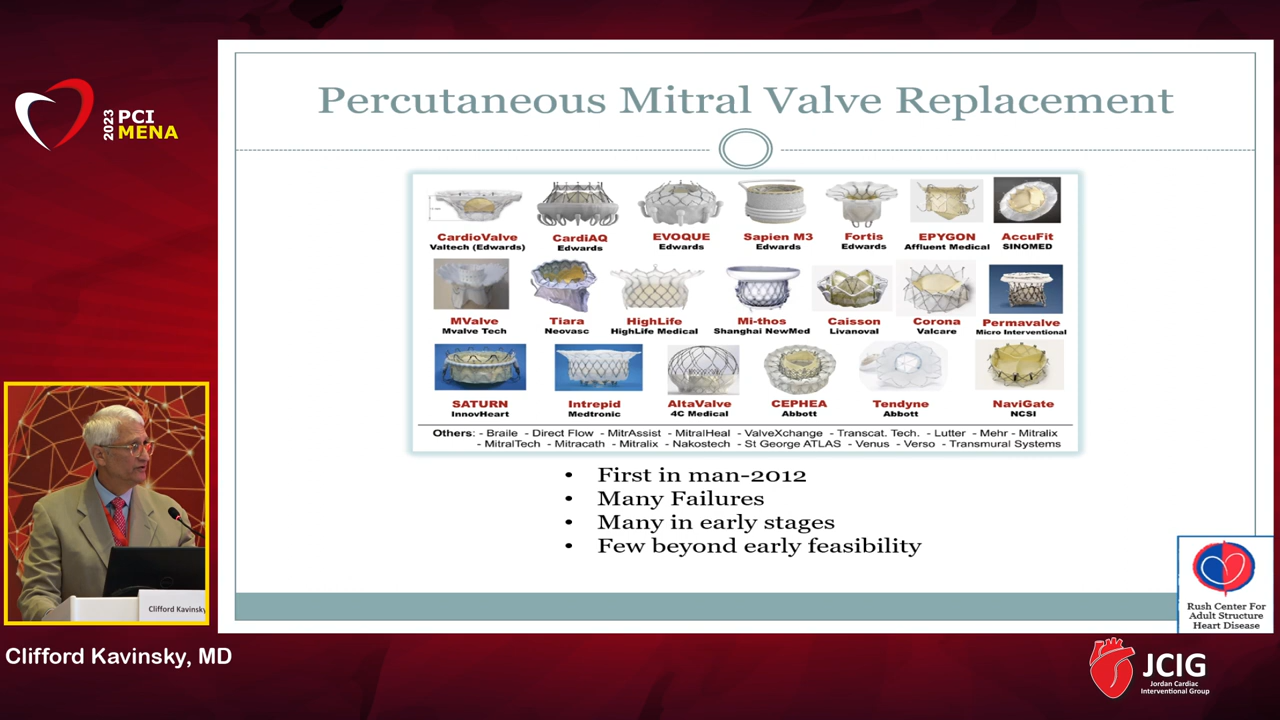 2023 PCI
MENA
Percutaneous Mitral Valve Replacement
CardioValve
Valtech (Edwards)
CardiAQ
Edwards
EVOQUE
Edwards
Sapien M3
Edwards
Fortis
Edwards
EPYGON
Affluent Medical
AccuFit
SINOMED
MValve
Mvalve Tech
Tiara
Neovasc
HighLife
HighLife Medical
Mi-thos
Shanghai NewMed
Caisson
Livanoval
Corona
Valcare
Permavalve
Micro Interventional
SATURN
InnovHeart
Intrepid
Medtronic
AltaValve
4C Medical
CEPHEA
Abbott
Tendyne
Abbott
NaviGate
NCSI
Others: - Braile - Direct Flow - MitrAssist - MitralHeal - ValveXchange - Transcat. Tech. - Lutter - Mehr - Mitralix
- MitralTech - Mitracath - Mitralix - Nakostech - St George ATLAS - Venus - Verso - Transmural Systems
• First in man-2012
• Many Failures
• Many in early stages
• Few beyond early feasibility
Rush Center For
Adult Structure
Heart Disease
Clifford Kavinsky
Clifford Kavinsky, MD
JCIG
Jordan Cardiac
Interventional Group